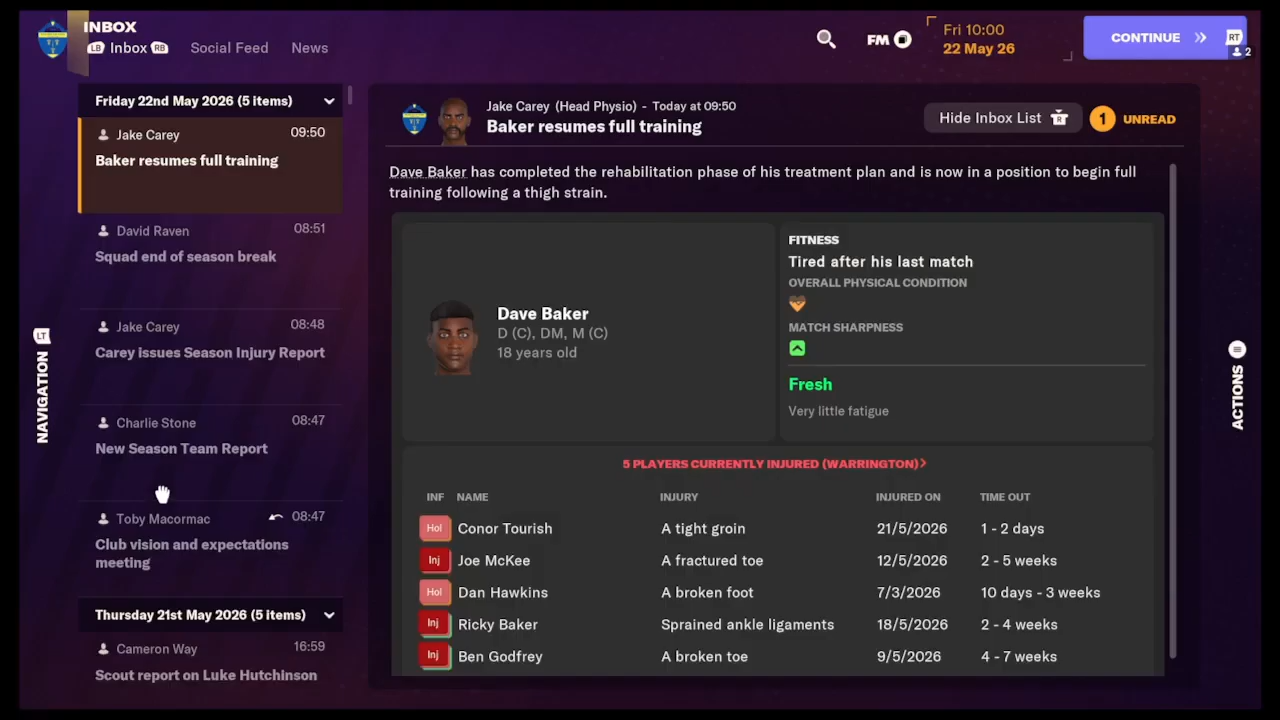 INBOX
LB Inbox RB Social Feed News
FM
Fri 10:00
22 May 26
CONTINUE
RT
2
Friday 22nd May 2026 (5 items)
Jake Carey 09:50
Baker resumes full training
David Raven 08:51
Squad end of season break
Jake Carey 08:48
Carey issues Season Injury Report
Charlie Stone 08:47
New Season Team Report
Toby Macormac 08:47
Club vision and expectations
meeting
Thursday 21st May 2026 (5 items)
Cameron Way 16:59
Scout report on Luke Hutchinson
LT
NAVIGATION
Jake Carey (Head Physio) - Today at 09:50
Baker resumes full training
Hide Inbox List R
1 UNREAD
Dave Baker has completed the rehabilitation phase of his treatment plan and is now in a position to begin full
training following a thigh strain.
Dave Baker
D (C), DM, M (C)
18 years old
FITNESS
Tired after his last match
OVERALL PHYSICAL CONDITION
MATCH SHARPNESS
Fresh
Very little fatigue
5 PLAYERS CURRENTLY INJURED (WARRINGTON)
INF NAME INJURY INJURED ON TIME OUT
Hol Conor Tourish A tight groin 21/5/2026 1 - 2 days
Inj Joe McKee A fractured toe 12/5/2026 2 - 5 weeks
Hol Dan Hawkins A broken foot 7/3/2026 10 days - 3 weeks
Inj Ricky Baker Sprained ankle ligaments 18/5/2026 2 - 4 weeks
Inj Ben Godfrey A broken toe 9/5/2026 4 - 7 weeks
ACTIONS